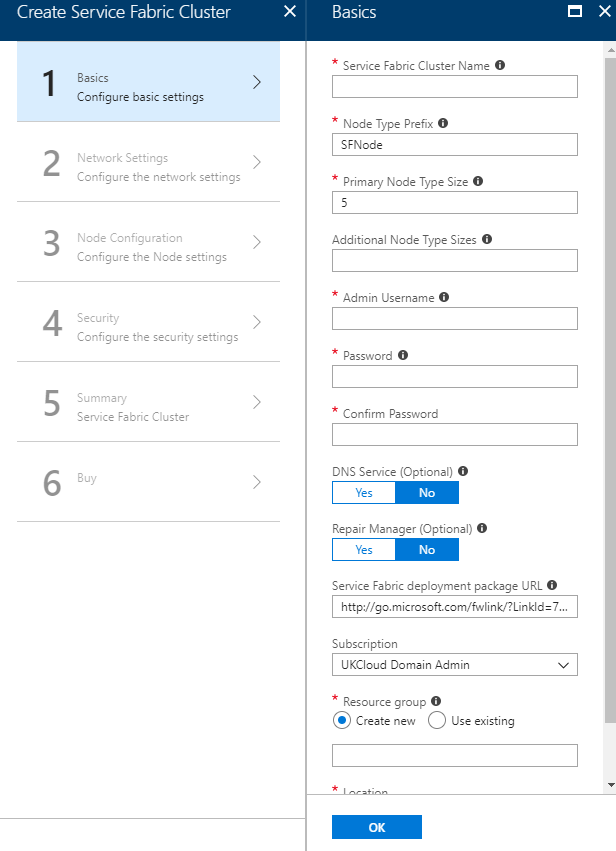 Create Service Fabric Cluster
1
Basics
Configure basic settings
2
Network Settings
Configure the network settings
3
Node Configuration
Configure the Node settings
4
Security
Configure the security settings
5
Summary
Service Fabric Cluster
6
Buy
Basics
* Service Fabric Cluster Name
* Node Type Prefix
SFNode
* Primary Node Type Size
5
Additional Node Type Sizes
* Admin Username
* Password
* Confirm Password
DNS Service (Optional)
Yes No
Repair Manager (Optional)
Yes No
Service Fabric deployment package URL
http://go.microsoft.com/fwlink/?LinkId=7...
Subscription
UKCloud Domain Admin
* Resource group
Create new Use existing
* Location
OK